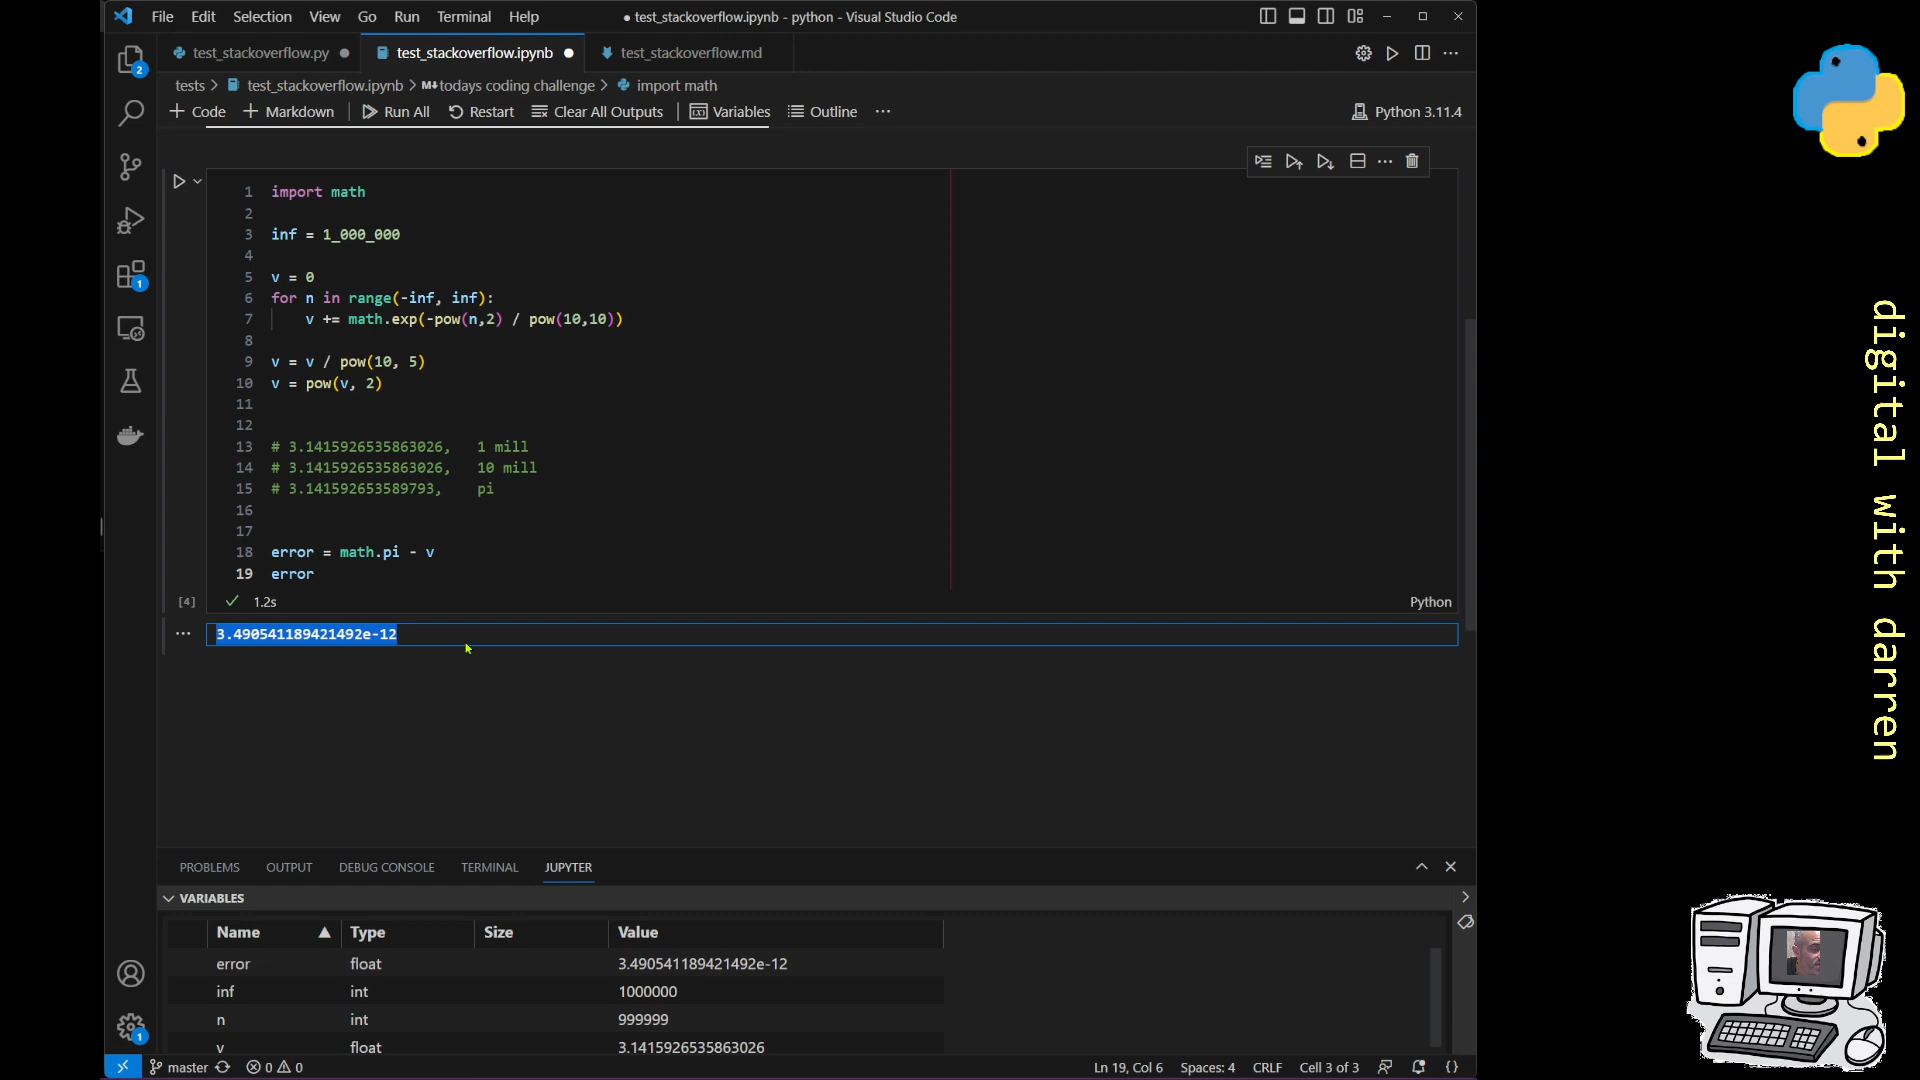 File Edit Selection View Go Run Terminal Help
● test_stackoverflow.ipynb - python - Visual Studio Code
test_stackoverflow.py ● test_stackoverflow.ipynb ● test_stackoverflow.md
tests > test_stackoverflow.ipynb > M↓todays coding challenge > import math
+ Code + Markdown | Run All Restart Clear All Outputs | Variables Outline ···
Python 3.11.4
1 import math
2
3 inf = 1_000_000
4
5 v = 0
6 for n in range(-inf, inf):
7 v += math.exp(-pow(n,2) / pow(10,10))
8
9 v = v / pow(10, 5)
10 v = pow(v, 2)
11
12
13 # 3.1415926535863026, 1 mill
14 # 3.1415926535863026, 10 mill
15 # 3.141592653589793, pi
16
17
18 error = math.pi - v
19 error
[4] ✓ 1.2s Python
3.490541189421492e-12
PROBLEMS OUTPUT DEBUG CONSOLE TERMINAL JUPYTER
VARIABLES
Name Type Size Value
error float 3.490541189421492e-12
inf int 1000000
n int 999999
v float 3.1415926535863026
2
1
1
master 0 0
Ln 19, Col 6 Spaces: 4 CRLF Cell 3 of 3
digital with darren